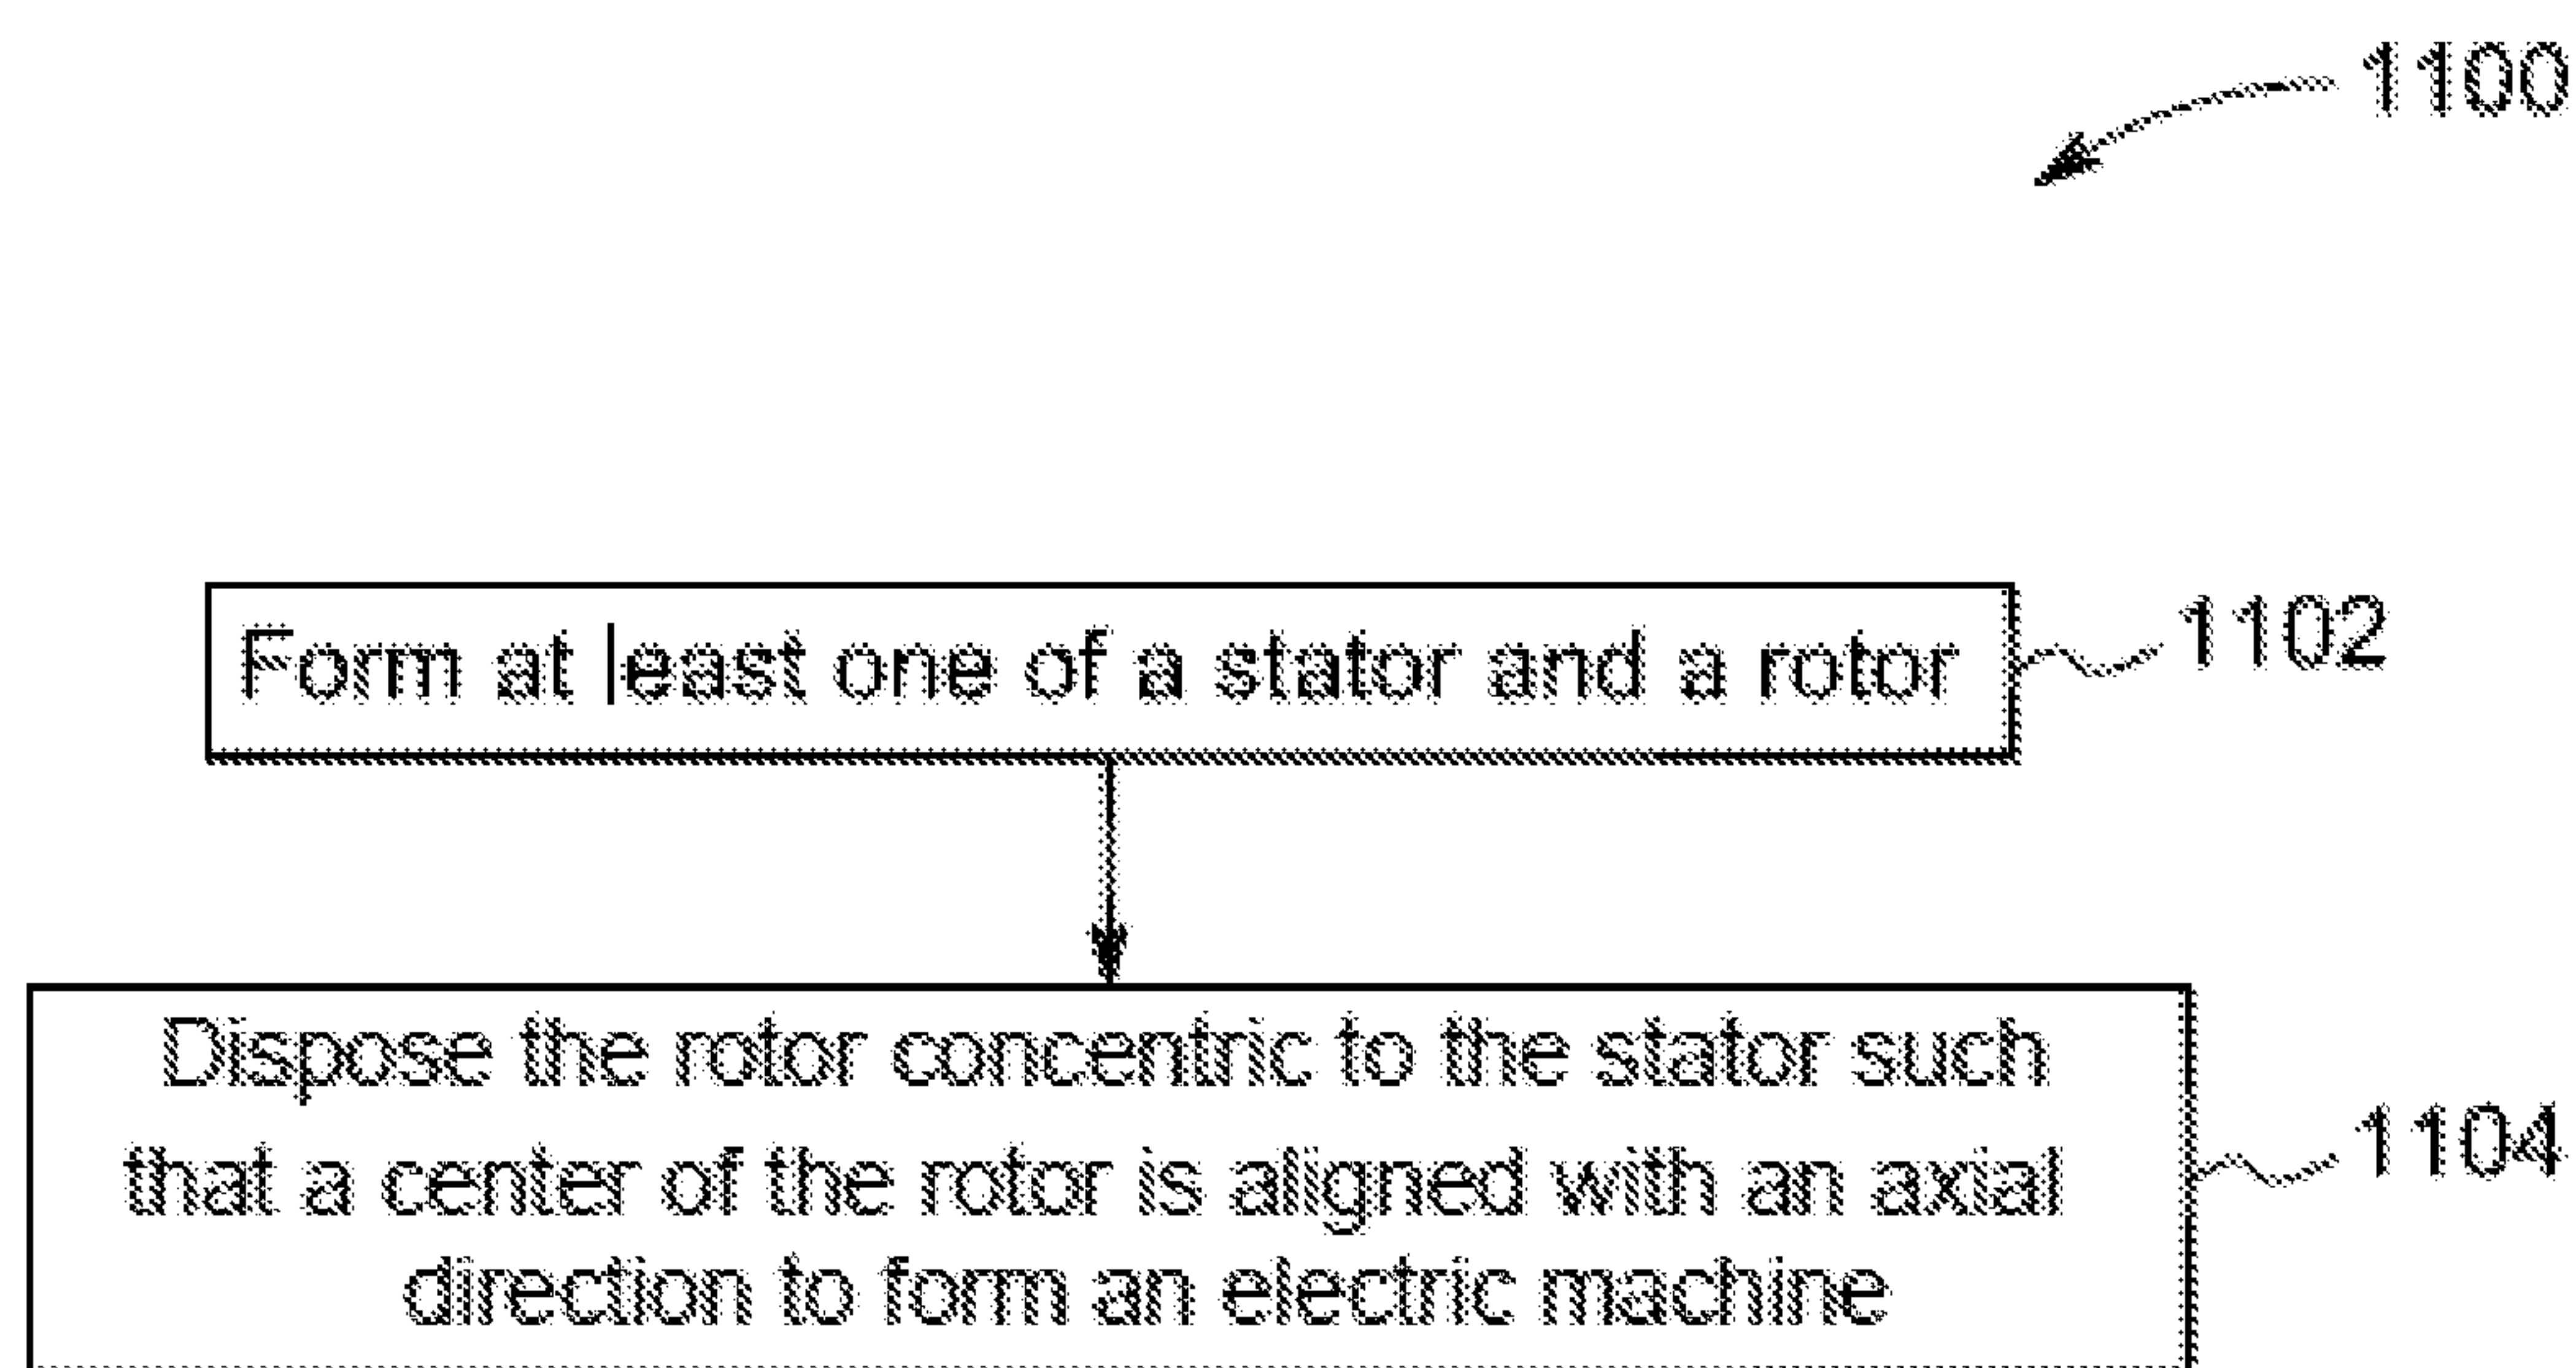 1100
Form at least one of a stator and a rotor
1102
Dispose the rotor concentric to the stator such
that a center of the rotor is aligned with an axial
direction to form an electric machine
1104